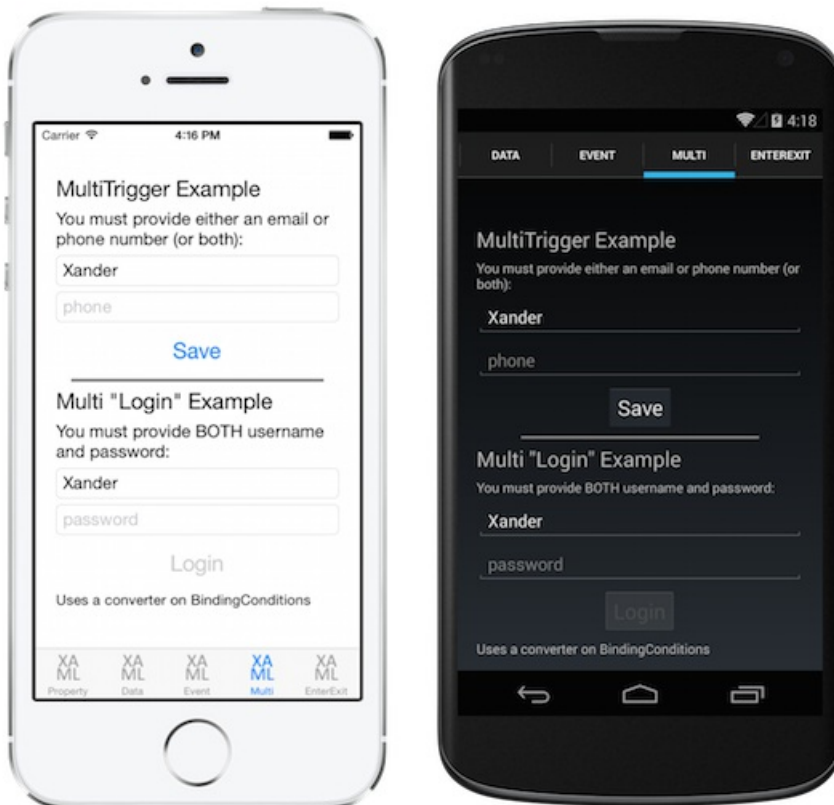 Carrier 4:16 PM
MultiTrigger Example
You must provide either an email or
phone number (or both):
Xander
phone
Save
Multi "Login" Example
You must provide BOTH username
and password:
Xander
password
Login
Uses a converter on BindingConditions
XA XA XA XA XA
ML ML ML ML ML
Property Data Event Multi EnterExit
4:18
DATA EVENT MULTI ENTEREXIT
MultiTrigger Example
You must provide either an email or phone number (or
both):
Xander
phone
Save
Multi "Login" Example
You must provide BOTH username and password:
Xander
password
Login
Uses a converter on BindingConditions